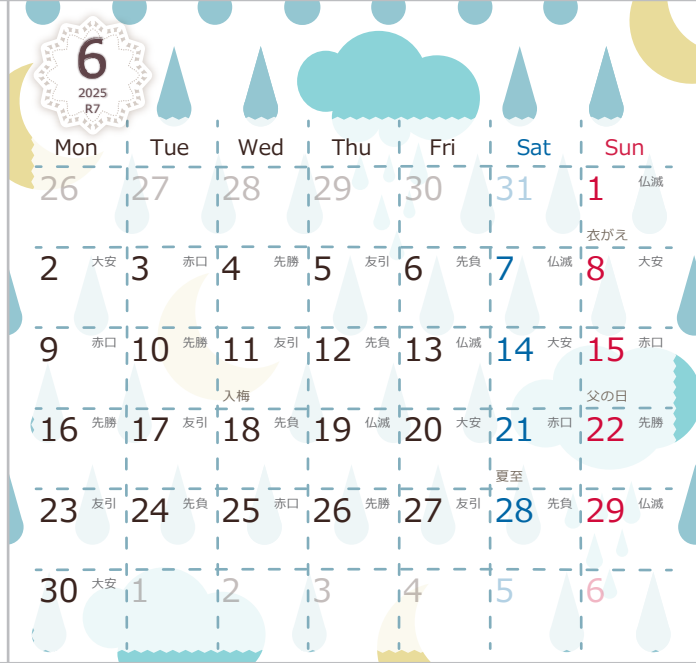 6
2025
R7
Mon Tue Wed Thu Fri Sat Sun
26 27 28 29 30 31 1 仏滅
衣がえ
2 大安 3 赤口 4 先勝 5 友引 6 先負 7 仏滅 8 大安
9 赤口 10 先勝 11 友引 12 先負 13 仏滅 14 大安 15 赤口
入梅 父の日
16 先勝 17 友引 18 先負 19 仏滅 20 大安 21 赤口 22 先勝
夏至
23 友引 24 先負 25 赤口 26 先勝 27 友引 28 先負 29 仏滅
30 大安 1 2 3 4 5 6